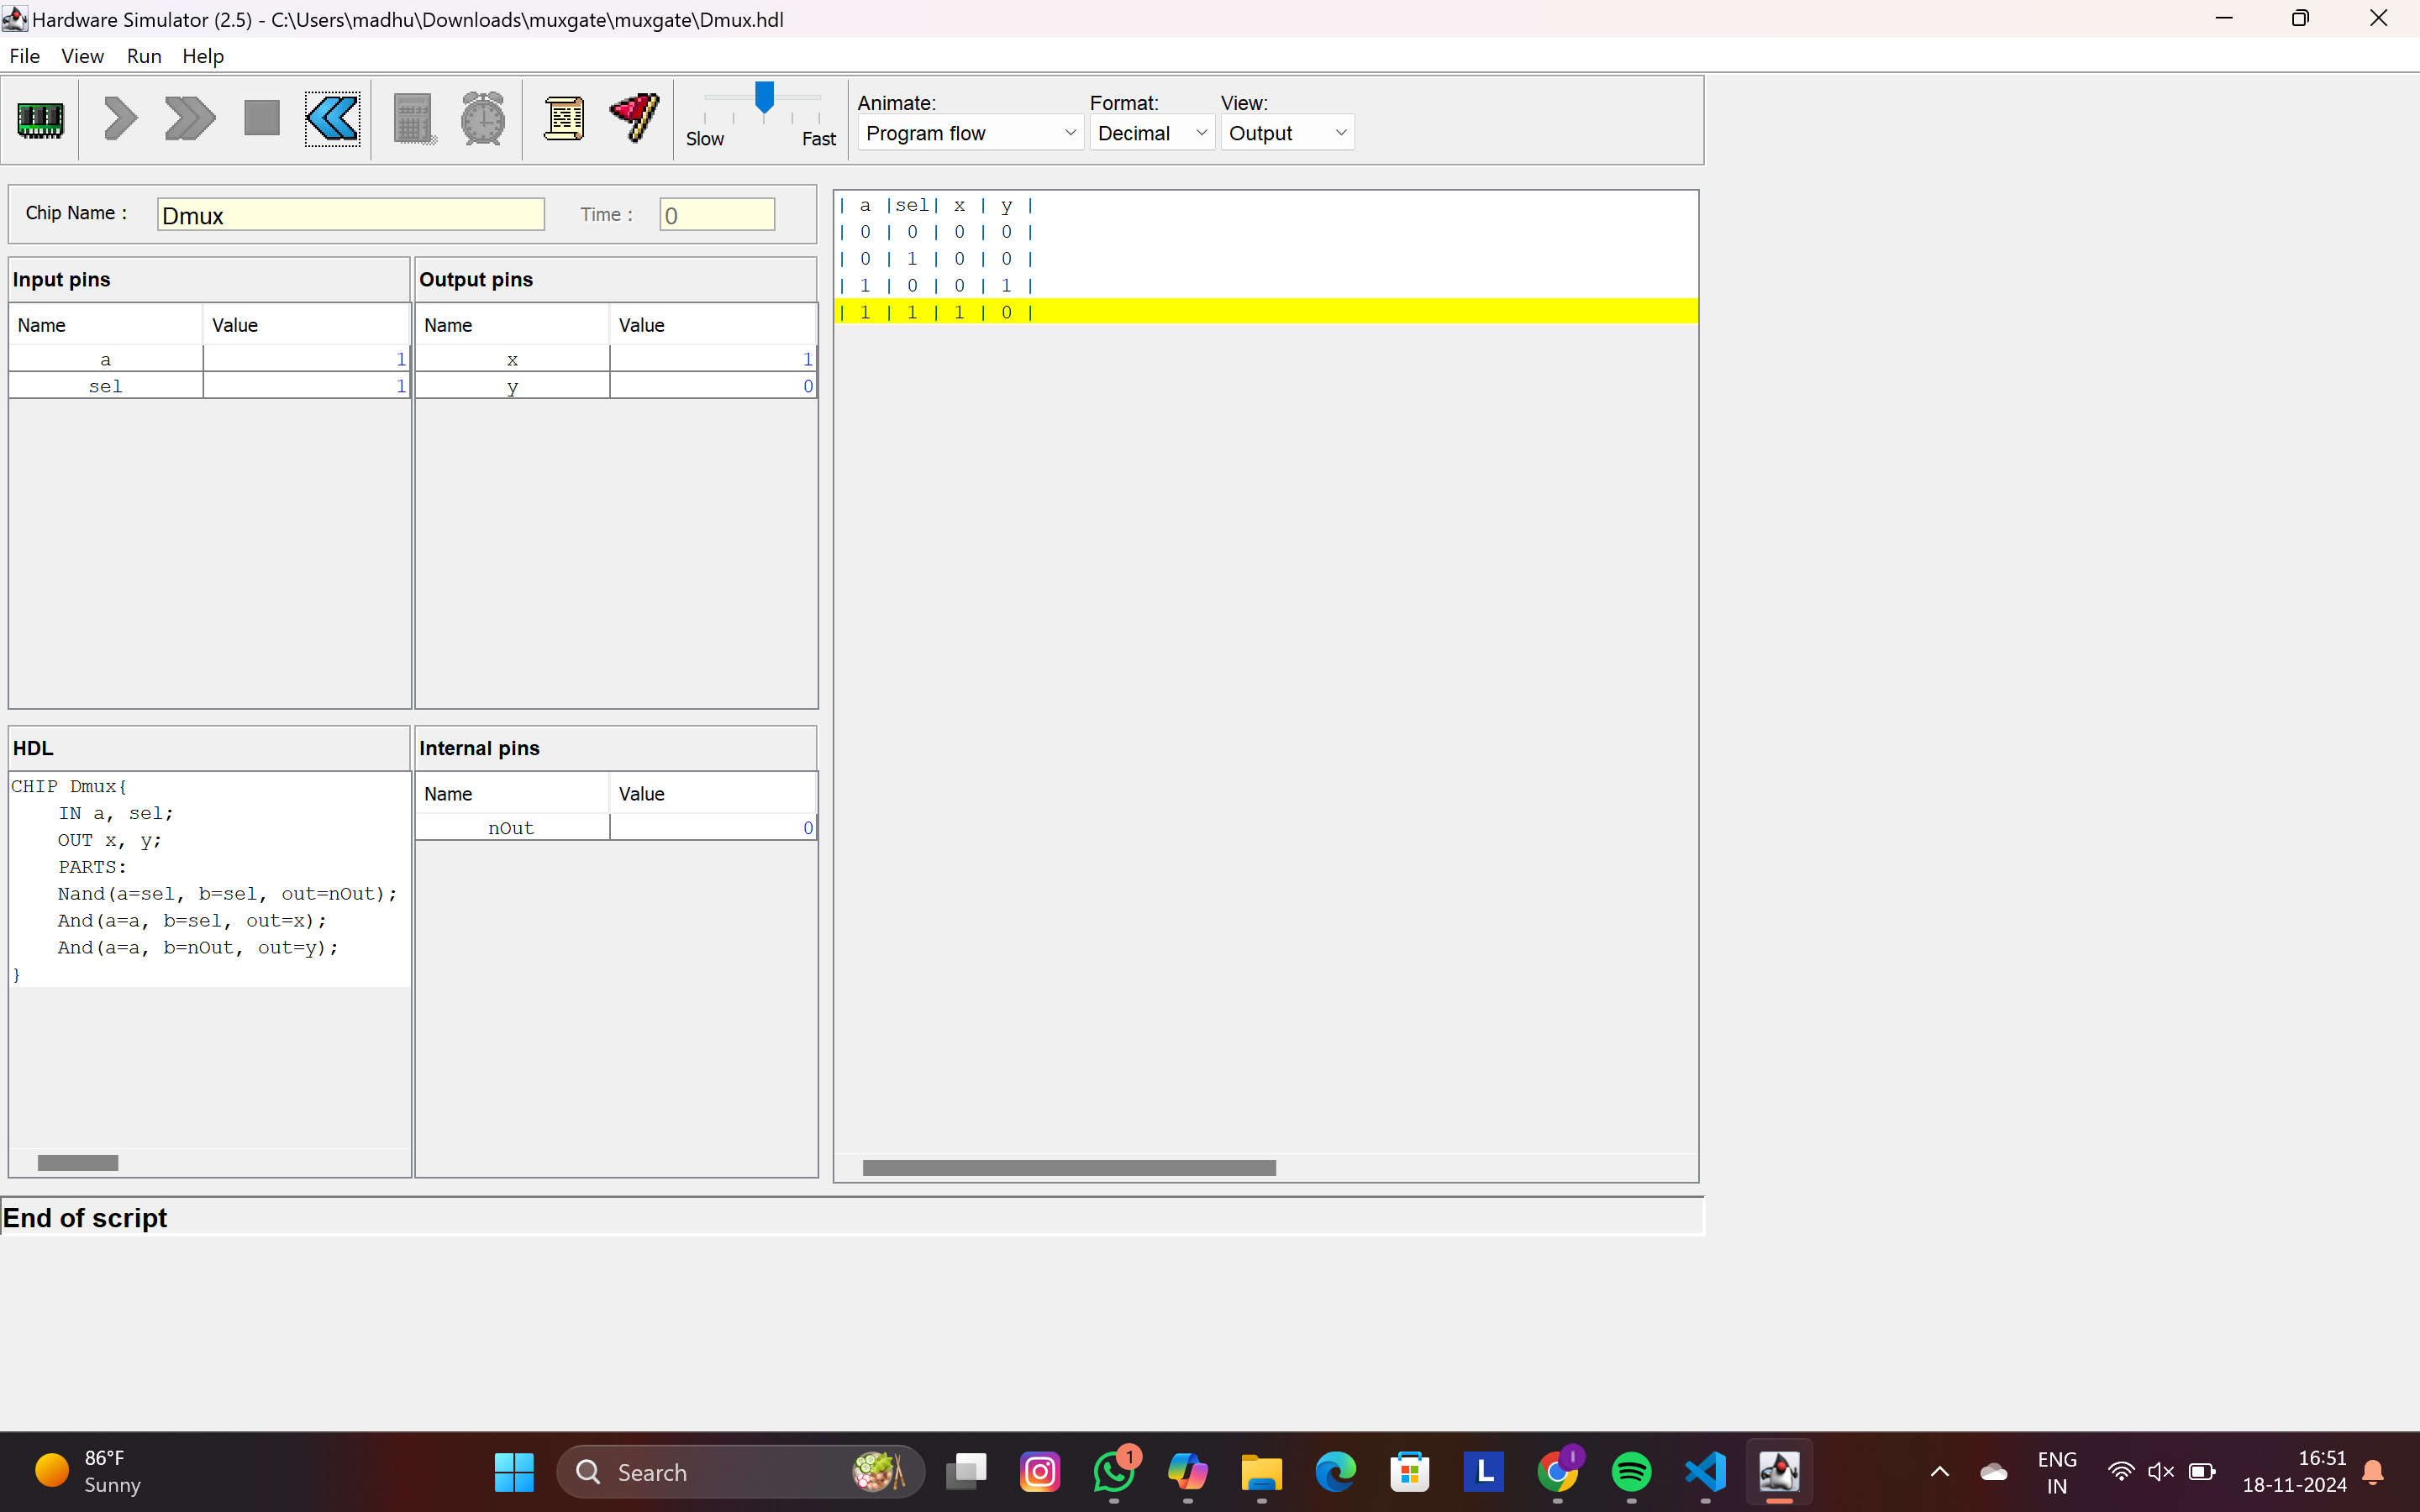 Hardware Simulator (2.5) - C:\Users\madhu\Downloads\muxgate\muxgate\Dmux.hdl
File View Run Help
Slow Fast
Animate: Format: View:
Program flow Decimal Output
Chip Name : Dmux Time : 0
Input pins
Name Value
a 1
sel 1
Output pins
Name Value
x 1
y 0
| a |sel| x | y |
| 0 | 0 | 0 | 0 |
| 0 | 1 | 0 | 0 |
| 1 | 0 | 0 | 1 |
| 1 | 1 | 1 | 0 |
HDL
CHIP Dmux{
IN a, sel;
OUT x, y;
PARTS:
Nand(a=sel, b=sel, out=nOut);
And(a=a, b=sel, out=x);
And(a=a, b=nOut, out=y);
}
Internal pins
Name Value
nOut 0
End of script
86°F
Sunny
Search
1
L
I
ENG
IN
16:51
18-11-2024